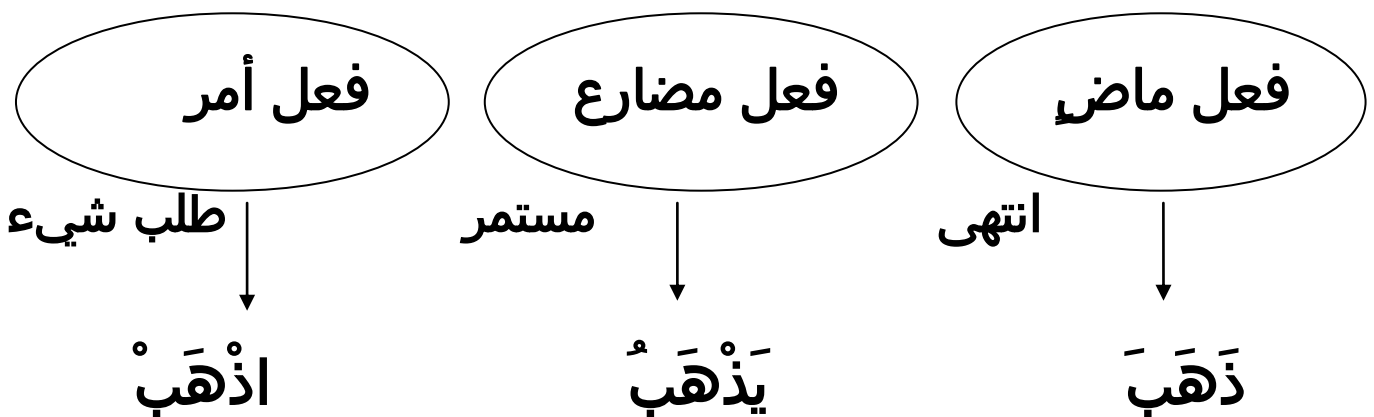 فعل ماضٍ
فعل مضارع
فعل أمر
انتهى
مستمر
طلب شيء
ذَهَبَ
يَذْهَبُ
اذْهَبْ